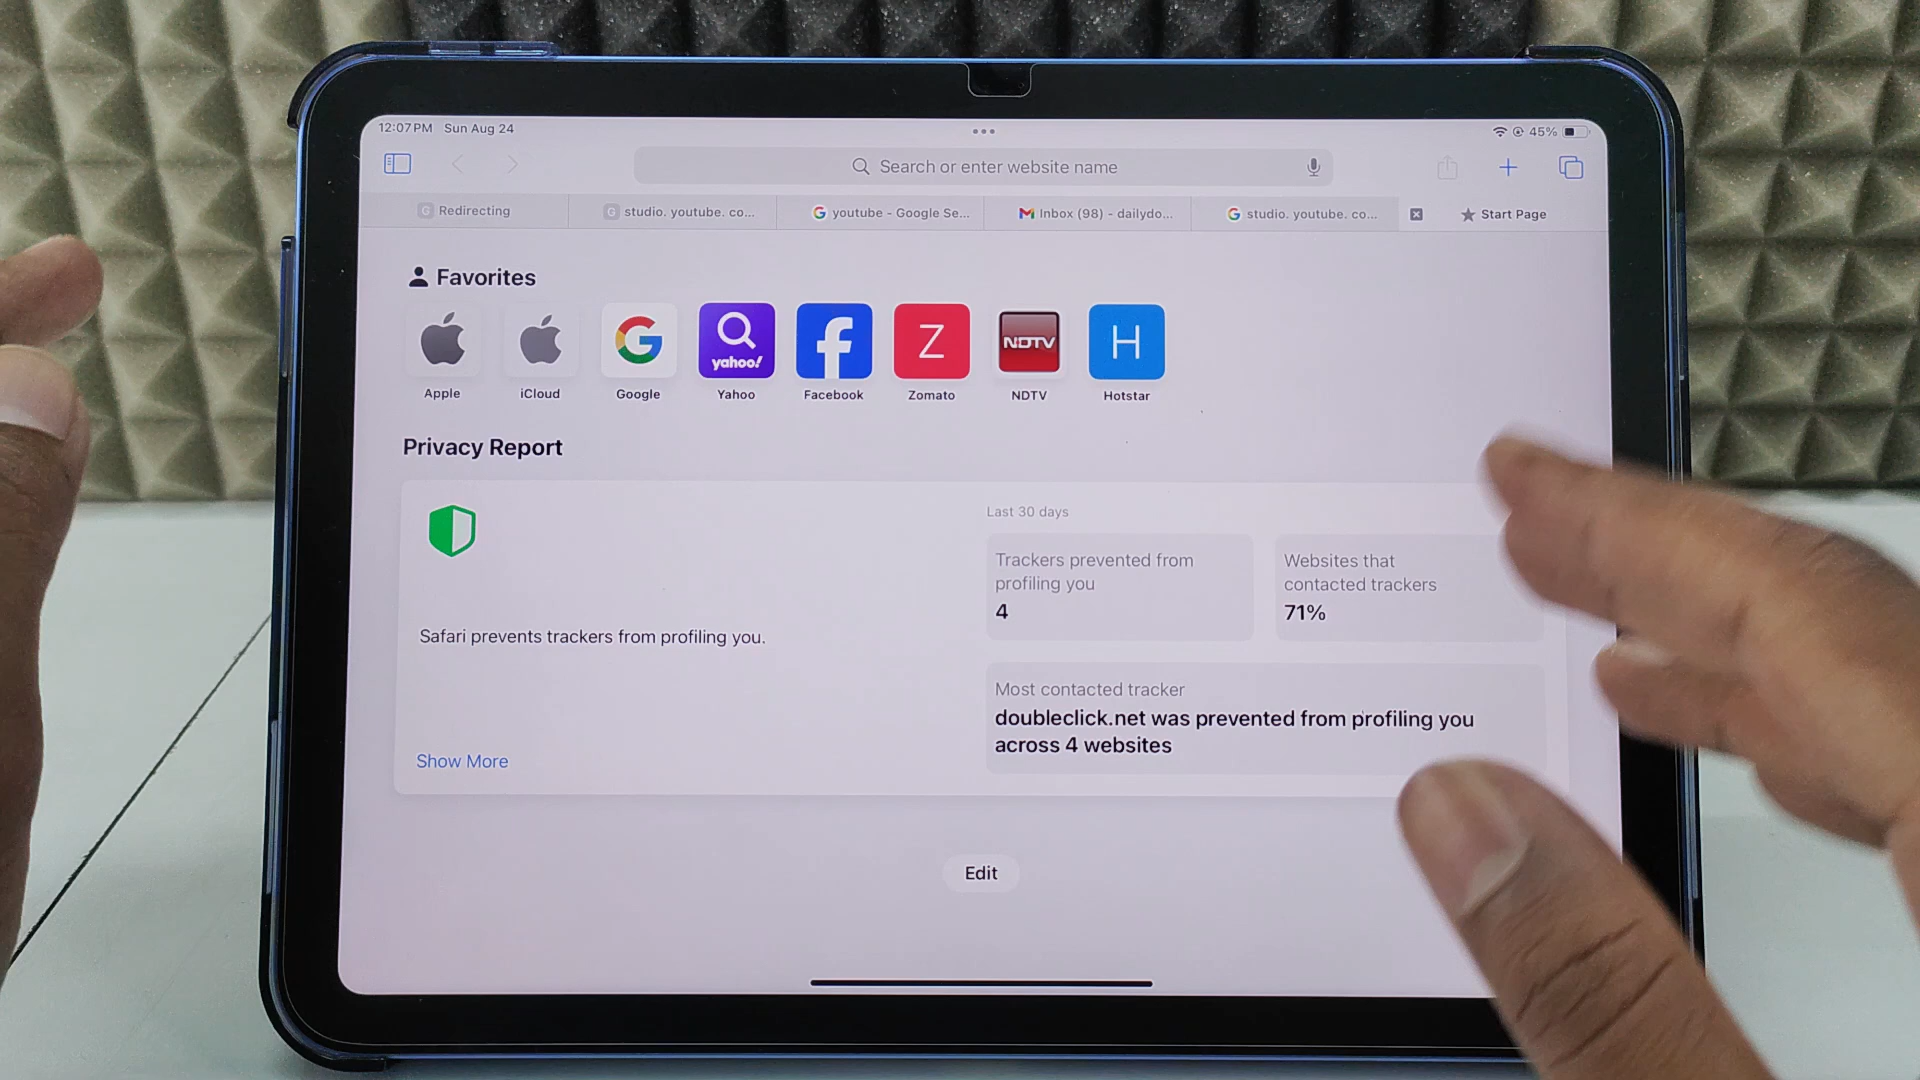 12:07 PM Sun Aug 24
45%
Search or enter website name
Redirecting
studio. youtube. co...
youtube - Google Se...
Inbox (98) - dailydo...
studio. youtube. co...
Start Page
Favorites
yahoo!
Z
NDTV
H
Apple
iCloud
Google
Yahoo
Facebook
Zomato
NDTV
Hotstar
Privacy Report
Safari prevents trackers from profiling you.
Show More
Last 30 days
Trackers prevented from
profiling you
4
Websites that
contacted trackers
71%
Most contacted tracker
doubleclick.net was prevented from profiling you
across 4 websites
Edit